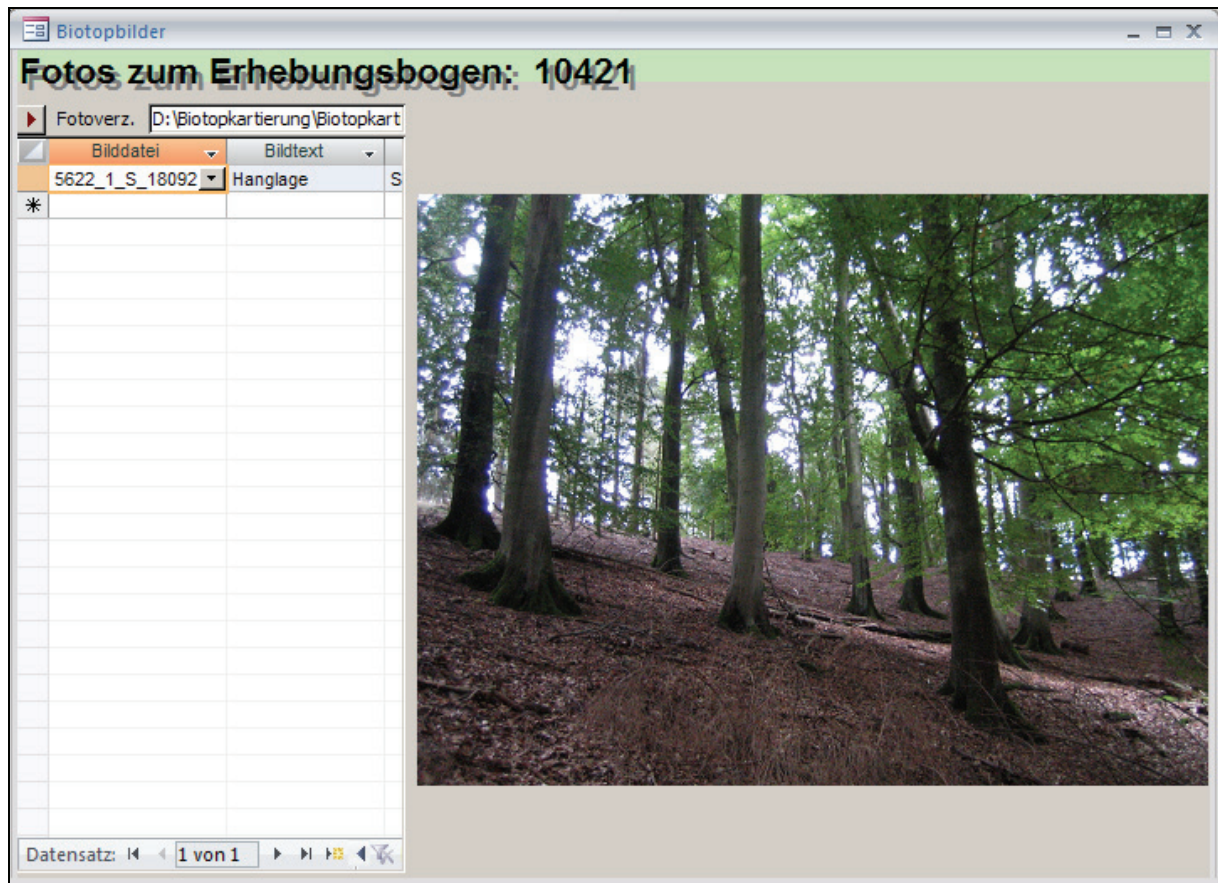 Biotopbilder
Fotos zum Erhebungsbogen: 10421
Fotoverz. D:\Biotopkartierung\Biotopkart
Bilddatei Bildtext
5622_1_S_18092 Hanglage S
Datensatz: 1 von 1